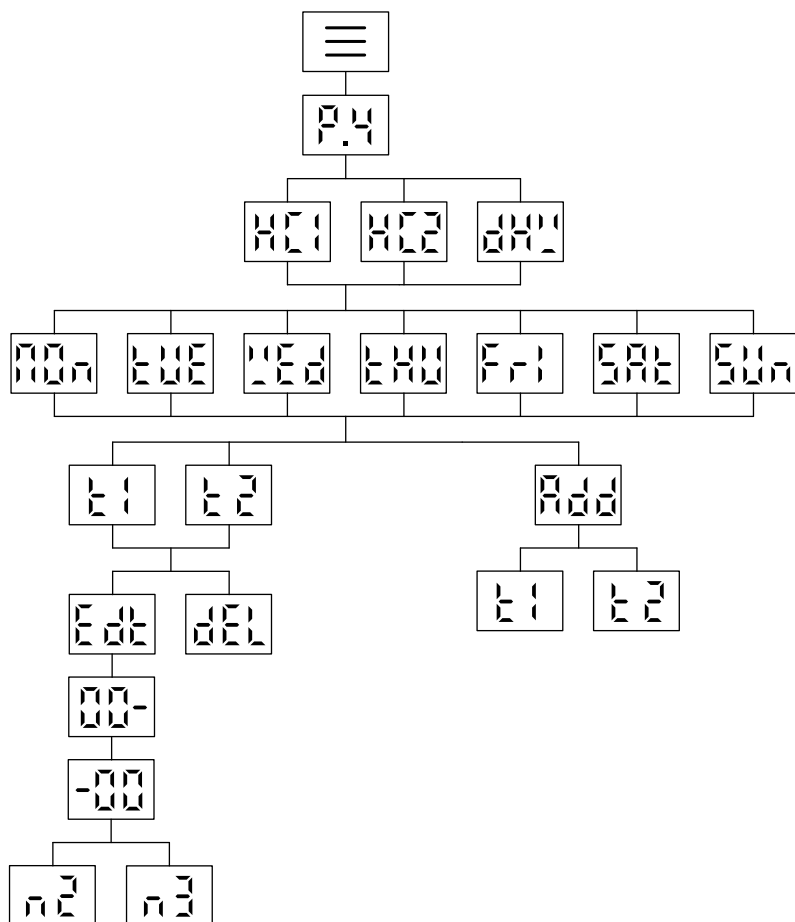 P.4
HC1 HC2 dHW
MOn tUE WEd tHU FrI SAt SUn
t1 t2 Add
t1 t2
Edt dEL
00-
-00
n2 n3